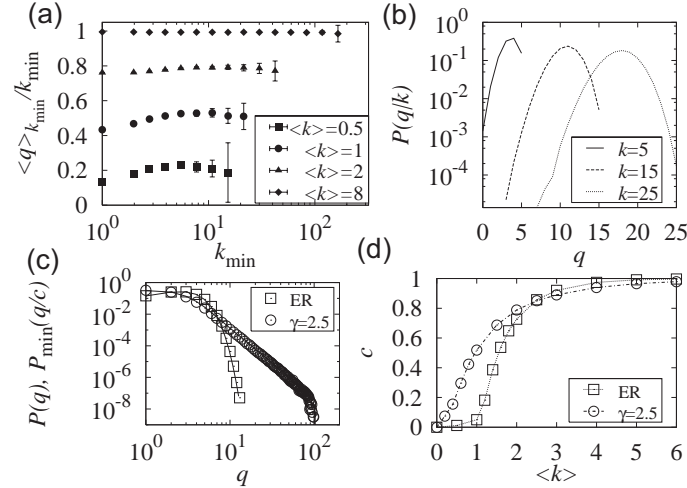 (a)
1
0.8
0.6
0.4
0.2
0
<q>k_min/k_min
<k>=0.5
<k>=1
<k>=2
<k>=8
10^0
10^1
10^2
k_min
(b)
10^0
10^-1
10^-2
10^-3
10^-4
P(q/k)
k=5
k=15
k=25
0 5 10 15 20 25
q
(c)
10^0
10^-2
10^-4
10^-6
10^-8
P(q), P_min(q/c)
ER
γ=2.5
10^0
10^1
10^2
q
(d)
1
0.8
0.6
0.4
0.2
0
c
ER
γ=2.5
0 1 2 3 4 5 6
<k>